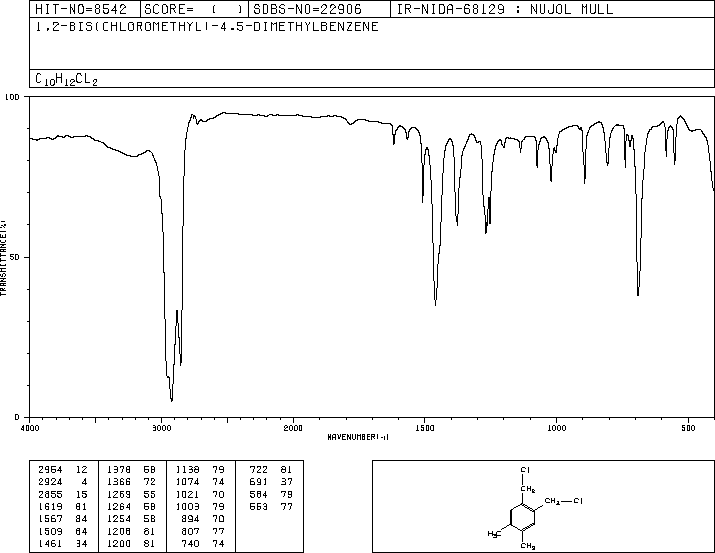 HIT-NO=8542 SCORE= ( ) SDBS-NO=22906 IR-NIDA-68129 : NUJOL MULL
1,2-BIS(CHLOROMETHYL)-4,5-DIMETHYLBENZENE
C10H12CL2
100
50
0
TRANSMITTANCE(%)
4000 3000 2000 1500 1000 500
WAVENUMBER(-1)
2954 12 1378 58 1138 79 722 81
2924 4 1366 72 1074 74 691 37
2855 15 1269 55 1021 70 584 79
1619 81 1264 58 1003 79 553 77
1567 84 1254 58 894 70
1509 64 1208 81 807 77
1461 34 1200 81 740 74
Cl
CH2
CH2 Cl
H3C
CH3